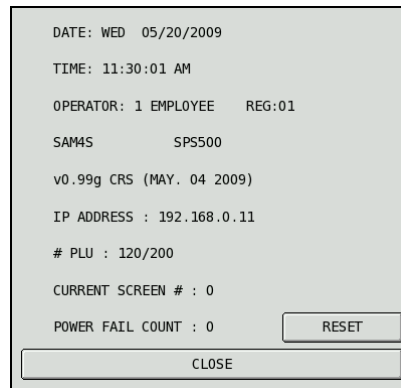 DATE: WED 05/20/2009
TIME: 11:30:01 AM
OPERATOR: 1 EMPLOYEE REG:01
SAM4S SPS500
v0.99g CRS (MAY. 04 2009)
IP ADDRESS : 192.168.0.11
# PLU : 120/200
CURRENT SCREEN # : 0
POWER FAIL COUNT : 0 RESET
CLOSE